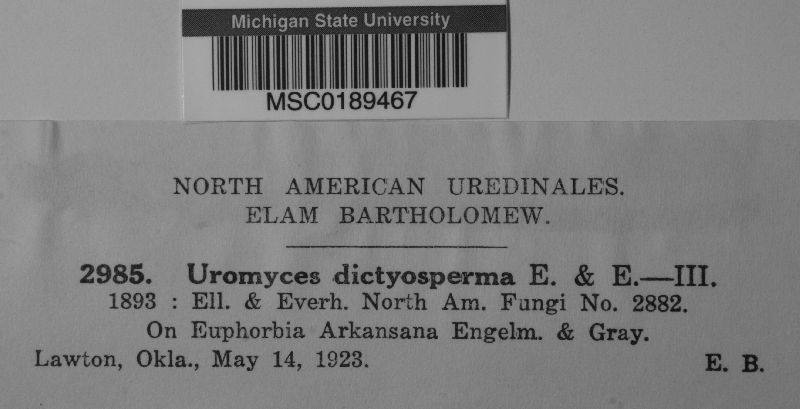 Michigan State University
MSC0189467
NORTH AMERICAN UREDINALES.
ELAM BARTHOLOMEW.
2985. Uromyces dictyosperma E. & E.—III.
1893 : Ell. & Everh. North Am. Fungi No. 2882.
On Euphorbia Arkansana Engelm. & Gray.
Lawton, Okla., May 14, 1923. E. B.